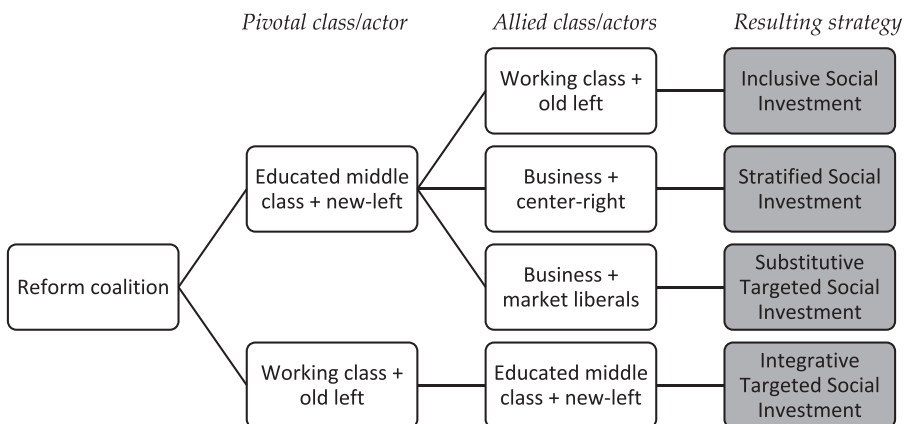 Pivotal class/actor
Allied class/actors
Resulting strategy
Working class +
old left
Inclusive Social
Investment
Educated middle
class + new-left
Business +
center-right
Stratified Social
Investment
Reform coalition
Business +
market liberals
Substitutive
Targeted Social
Investment
Working class +
old left
Educated middle
class + new-left
Integrative
Targeted Social
Investment